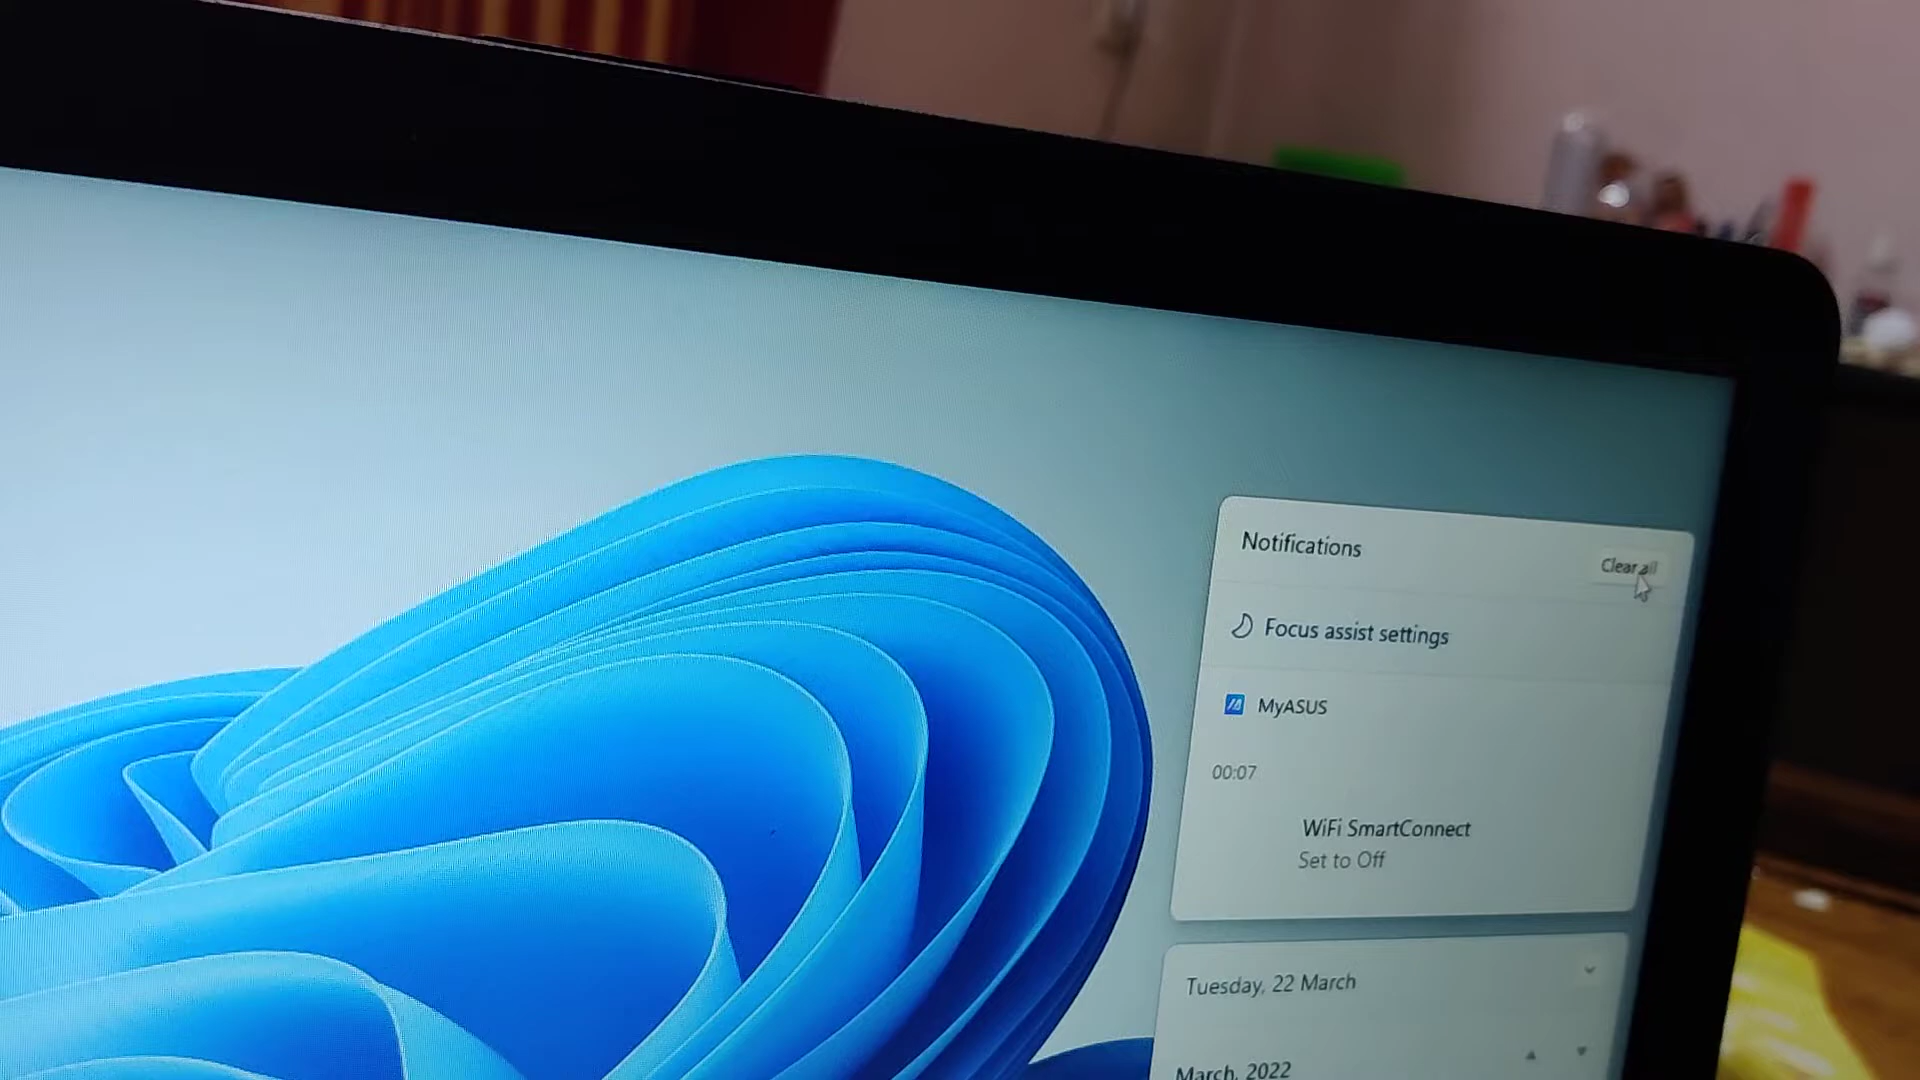 Notifications
Clear all
Focus assist settings
MyASUS
00:07
WiFi SmartConnect
Set to Off
Tuesday, 22 March
March, 2022